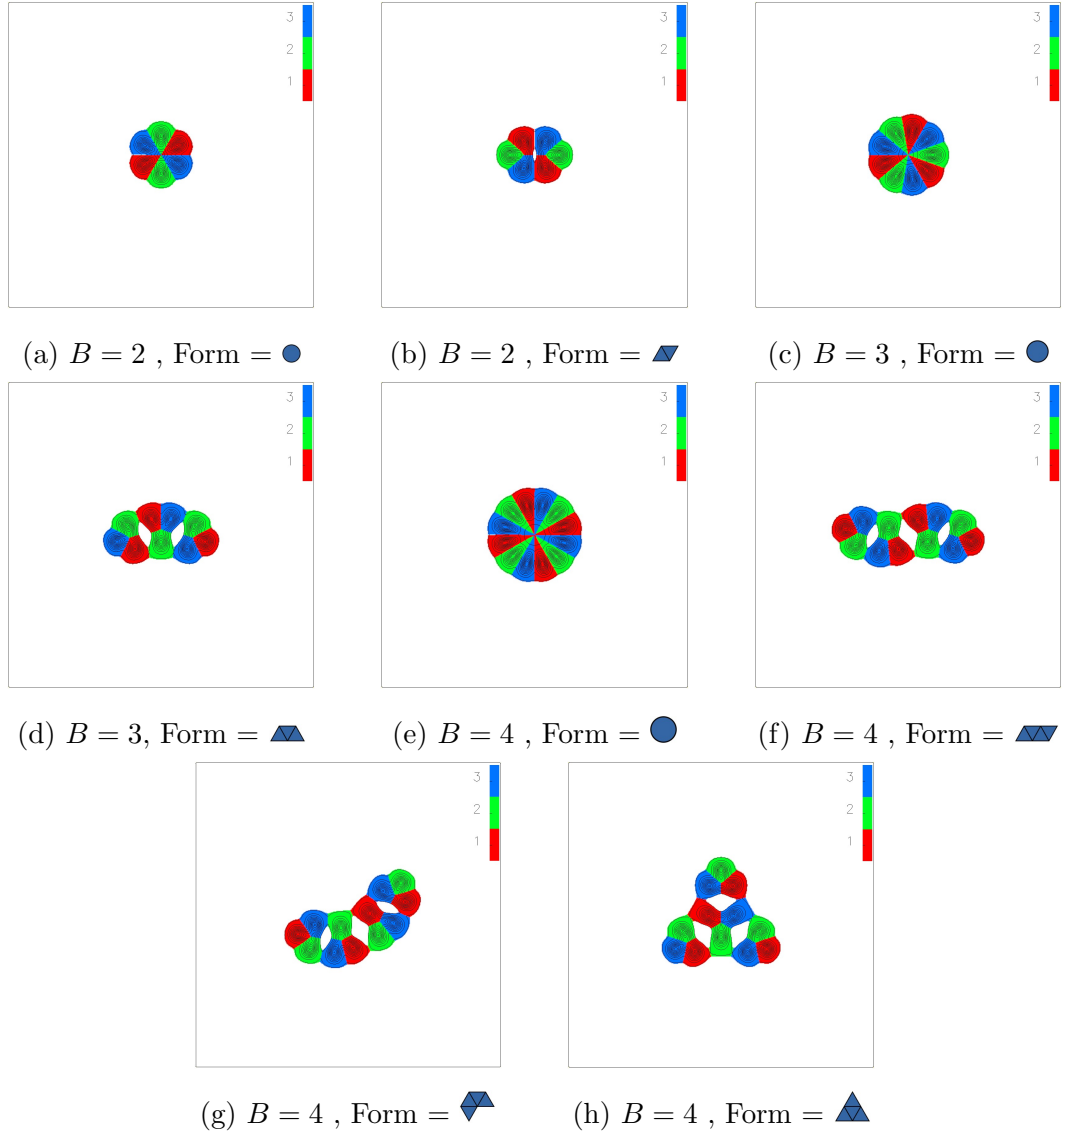 3 3 3
2 2 2
1 1 1
(a) B = 2 , Form =  (b) B = 2 , Form =  (c) B = 3 , Form =
3 3 3
2 2 2
1 1 1
(d) B = 3, Form =  (e) B = 4 , Form =  (f) B = 4 , Form =
3 3
2 2
1 1
(g) B = 4 , Form =  (h) B = 4 , Form =